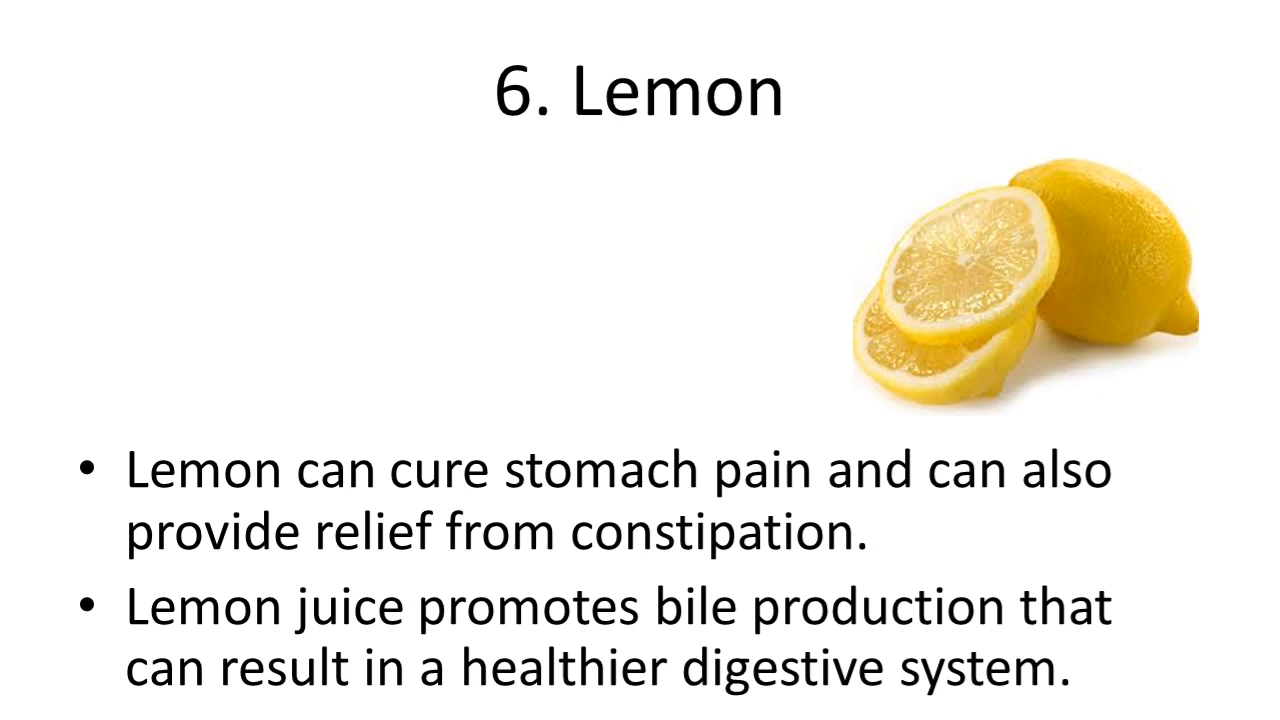 6. Lemon
• Lemon can cure stomach pain and can also
provide relief from constipation.
• Lemon juice promotes bile production that
can result in a healthier digestive system.